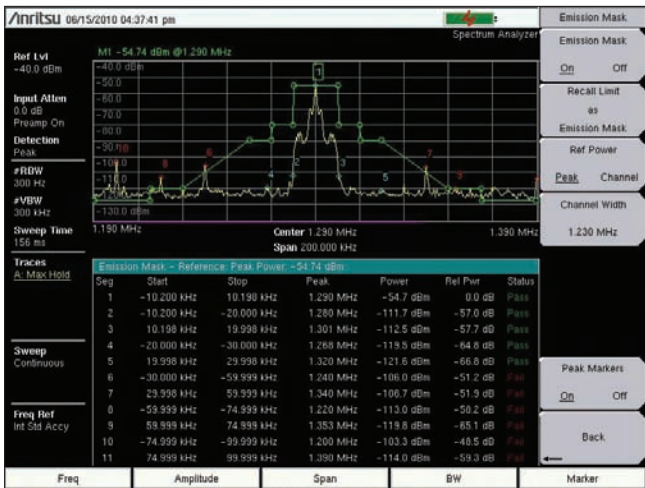 Anritsu 06/15/2010 04:37:41 pm
Spectrum Analyzer
Ref Lvl
-40.0 dBm
Input Atten
0.0 dB
Preamp On
Detection
Peak
#RBW
300 Hz
#VBW
300 kHz
Sweep Time
156 ms
Traces
A: Max Hold
Sweep
Continuous
Freq Ref
Int Std Accy
M1 -54.74 dBm @1.290 MHz
-40.0 dBm
-50.0
-60.0
-70.0
-80.0
-90.0
-130.0 dBm
1
2
3
4
5
6
7
8
10
1.190 MHz
Center 1.290 MHz
1.390 MHz
Span 200.000 kHz
Emission Mask - Reference: Peak Power: -54.74 dBm
Seg Start Stop Peak Power Rel Pwr Status
1 -10.200 kHz 10.198 kHz 1.290 MHz -54.7 dBm 0.0 dB Pass
2 -10.200 kHz -20.000 kHz 1.280 MHz -111.7 dBm -57.0 dB Pass
3 10.198 kHz 19.998 kHz 1.301 MHz -112.5 dBm -57.7 dB Pass
4 -20.000 kHz -30.000 kHz 1.268 MHz -119.5 dBm -64.8 dB Pass
5 19.998 kHz 29.998 kHz 1.320 MHz -121.6 dBm -66.8 dB Pass
6 -30.000 kHz -59.999 kHz 1.240 MHz -106.0 dBm -51.2 dB Fail
7 29.998 kHz 59.999 kHz 1.340 MHz -106.7 dBm -51.9 dB Fail
8 -59.999 kHz -74.999 kHz 1.220 MHz -113.0 dBm -58.2 dB Fail
9 59.999 kHz 74.999 kHz 1.353 MHz -119.8 dBm -65.1 dB Fail
10 -74.999 kHz -99.999 kHz 1.200 MHz -103.3 dBm -48.5 dB Fail
11 74.999 kHz 99.999 kHz 1.390 MHz -114.0 dBm -59.3 dB Fail
Emission Mask
Emission Mask
On Off
Recall Limit
as
Emission Mask
Ref Power
Peak Channel
Channel Width
1.230 MHz
Peak Markers
On Off
Back
Freq Amplitude Span BW Marker